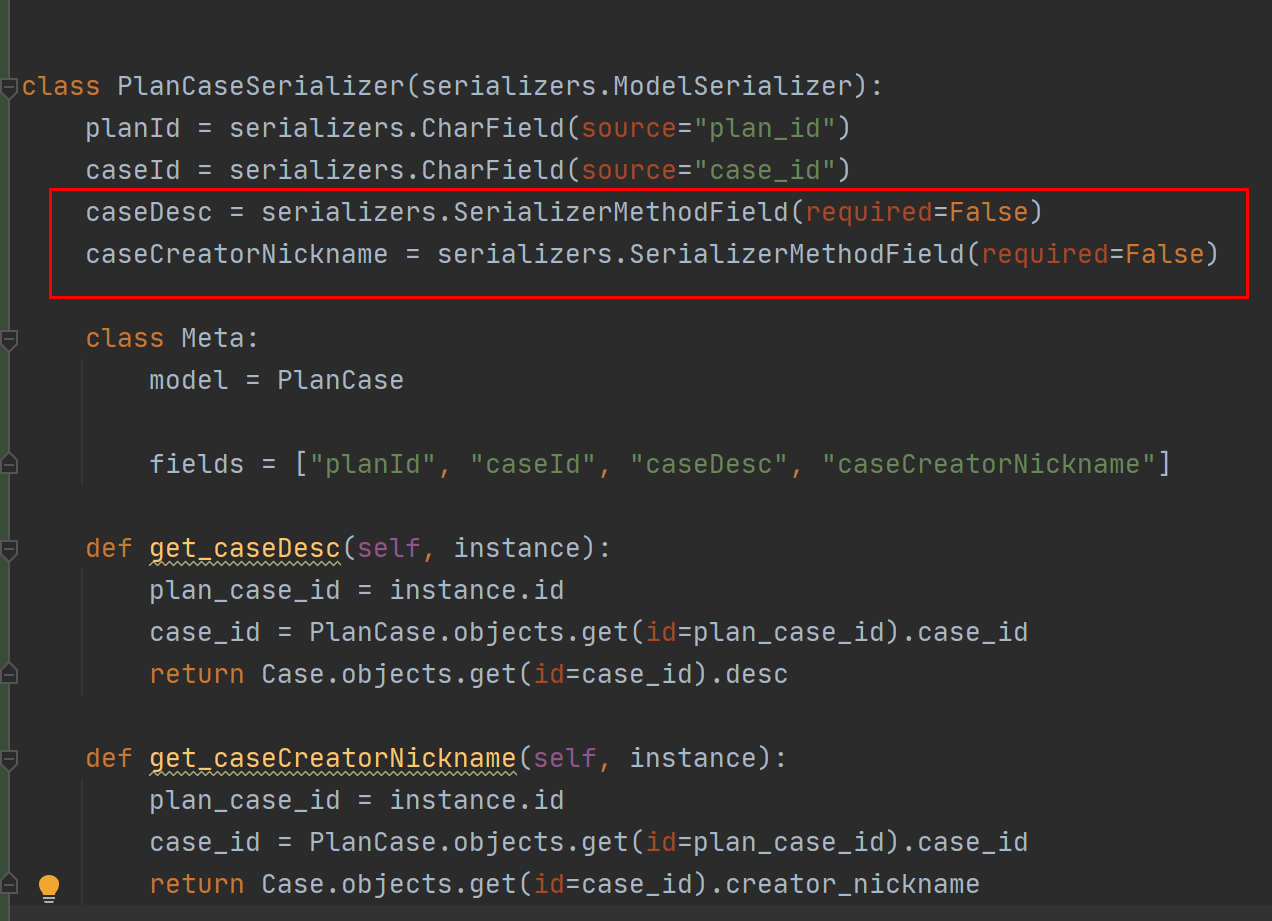 class PlanCaseSerializer(serializers.ModelSerializer):
    planId = serializers.CharField(source="plan_id")
    caseId = serializers.CharField(source="case_id")
    caseDesc = serializers.SerializerMethodField(required=False)
    caseCreatorNickname = serializers.SerializerMethodField(required=False)
    class Meta:
        model = PlanCase
        fields = ["planId", "caseId", "caseDesc", "caseCreatorNickname"]
    def get_caseDesc(self, instance):
        plan_case_id = instance.id
        case_id = PlanCase.objects.get(id=plan_case_id).case_id
        return Case.objects.get(id=case_id).desc
    def get_caseCreatorNickname(self, instance):
        plan_case_id = instance.id
        case_id = PlanCase.objects.get(id=plan_case_id).case_id
        return Case.objects.get(id=case_id).creator_nickname